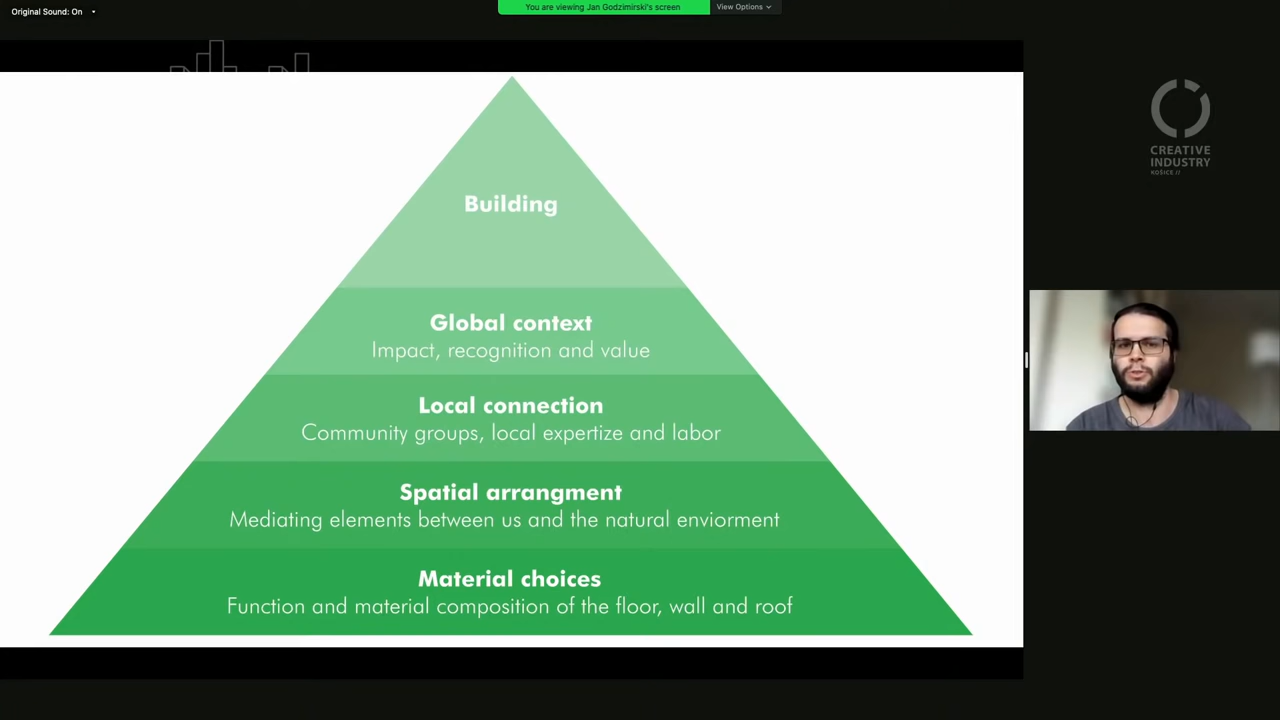 Original Sound: On
You are viewing Jan Godzimirski's screen
View Options
CREATIVE
INDUSTRY
KOŠICE //
Building
Global context
Impact, recognition and value
Local connection
Community groups, local expertize and labor
Spatial arrangment
Mediating elements between us and the natural enviorment
Material choices
Function and material composition of the floor, wall and roof